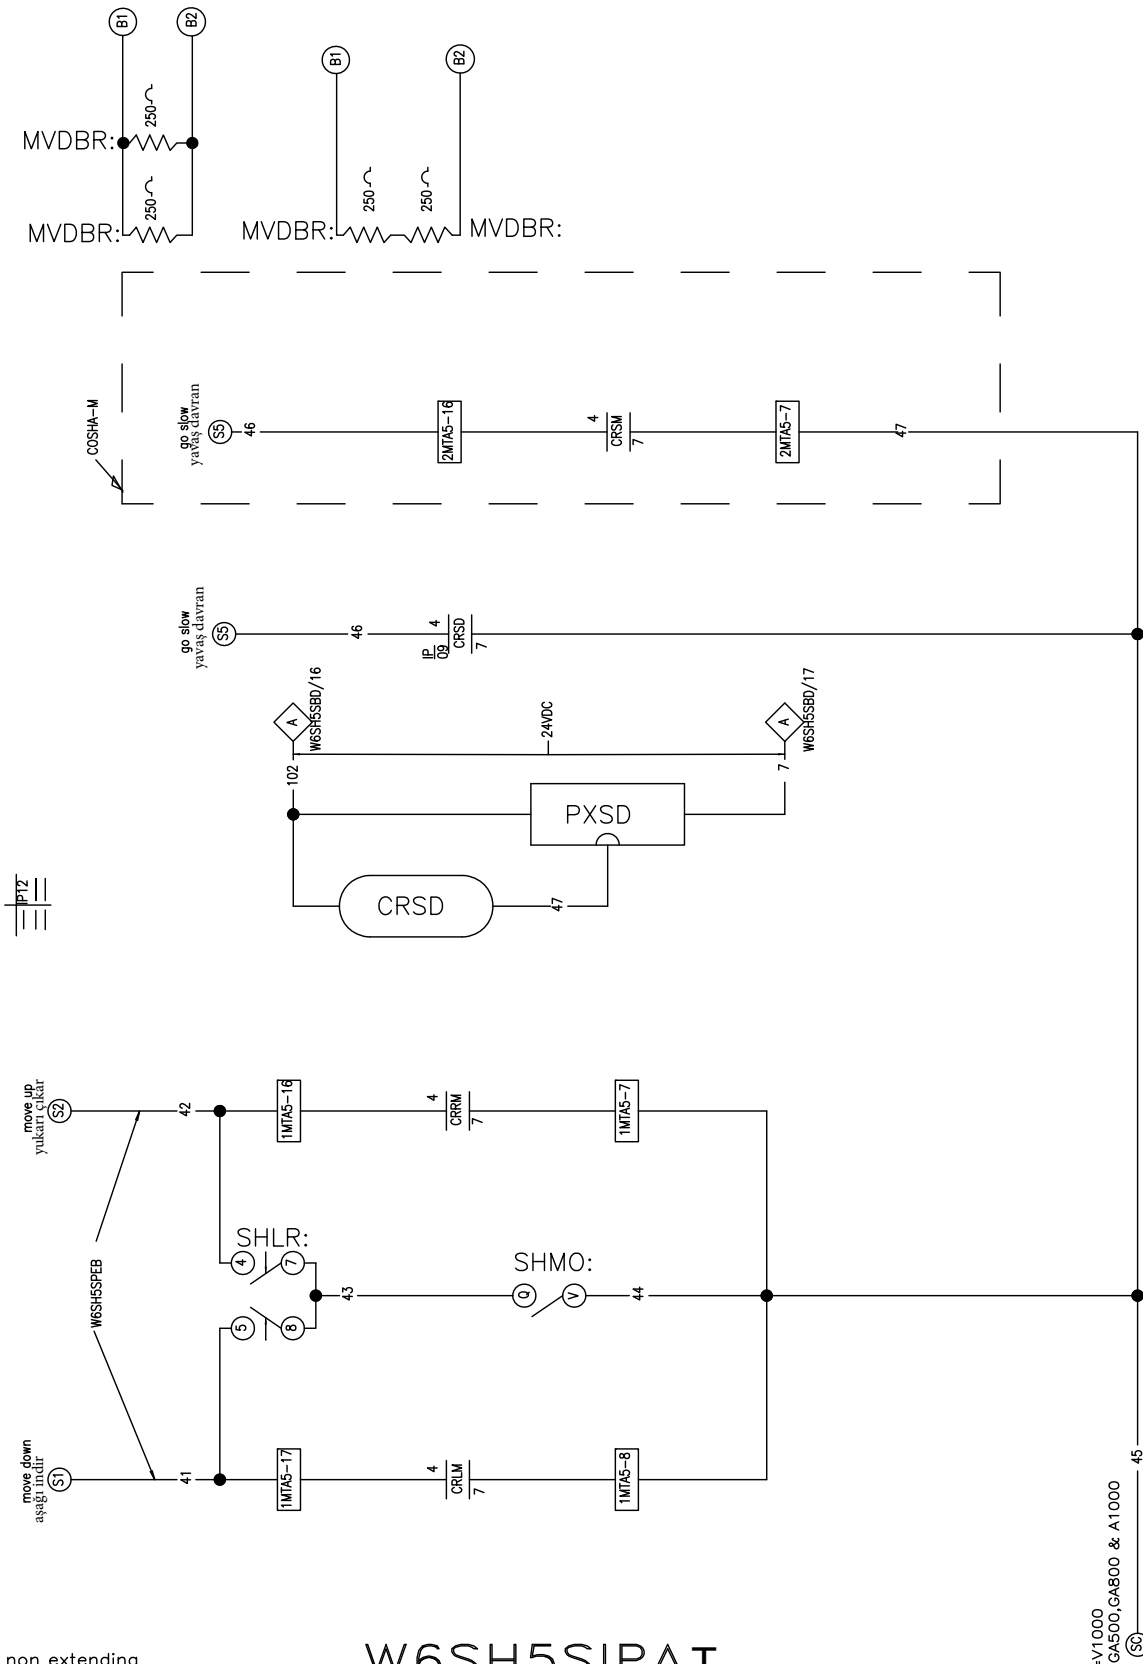 B1
B2
MVDBR:
250
MVDBR:
250
B1
B2
MVDBR:
250
250
MVDBR:
COSHA-M
go slow
yavaş davran
S5
46
2MTA5-16
4
CRSM
7
2MTA5-7
47
go slow
yavaş davran
S5
46
IP
09
4
CRSD
7
A
W6SH5SBD/16
102
24VDC
A
W6SH5SBD/17
7
PXSD
CRSD
47
IP12
move up
yukarı çıkar
S2
42
1MTA5-16
4
CRRM
7
1MTA5-7
W6SH5SPEB
SHLR:
4
7
5
8
43
SHMO:
Q
V
44
move down
aşağı indir
S1
41
1MTA5-17
4
CRLM
7
1MTA5-8
45
SC
=V1000
GA500,GA800 & A1000
non extending
W6SH5SIPAT